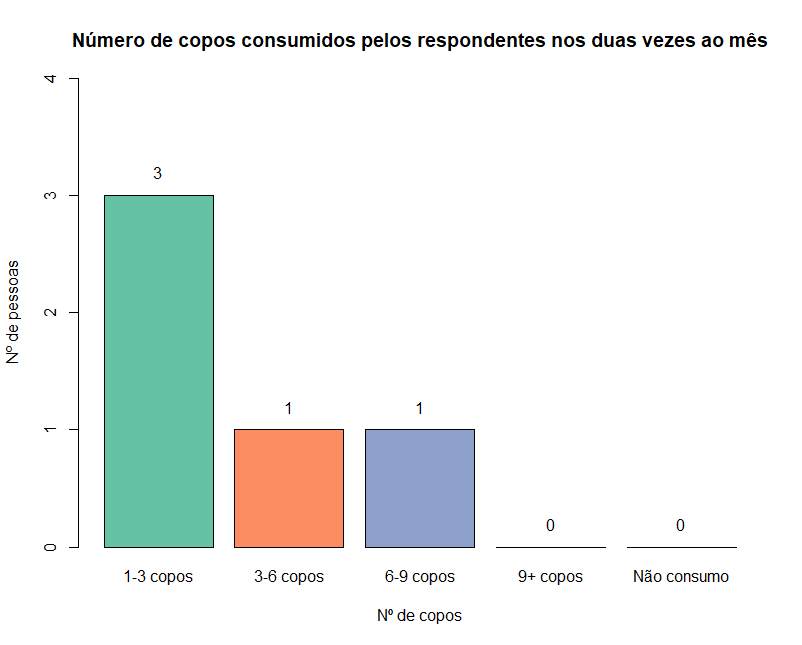 Número de copos consumidos pelos respondentes nos duas vezes ao mês
4
3
2
1
0
Nº de pessoas
3
1
1
0
0
1-3 copos
3-6 copos
6-9 copos
9+ copos
Não consumo
Nº de copos